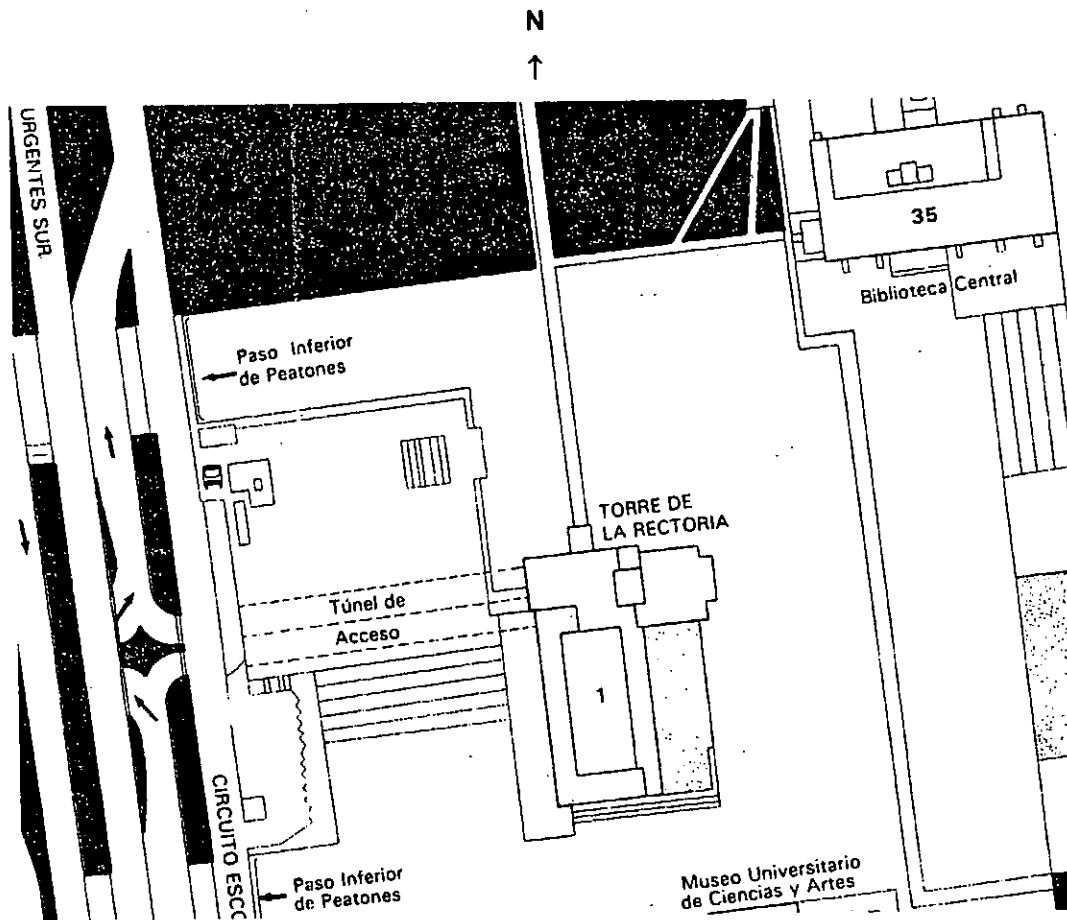 N
URGENTES SUR
35
Biblioteca Central
Paso Inferior
de Peatones
TORRE DE
LA RECTORIA
Túnel de
Acceso
1
CIRCUITO ESCO
Paso Inferior
de Peatones
Museo Universitario
de Ciencias y Artes